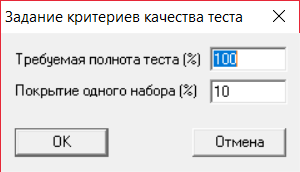 Задание критериев качества теста
Требуемая полнота теста (%) 100
Покрытие одного набора (%) 10
OK Отмена